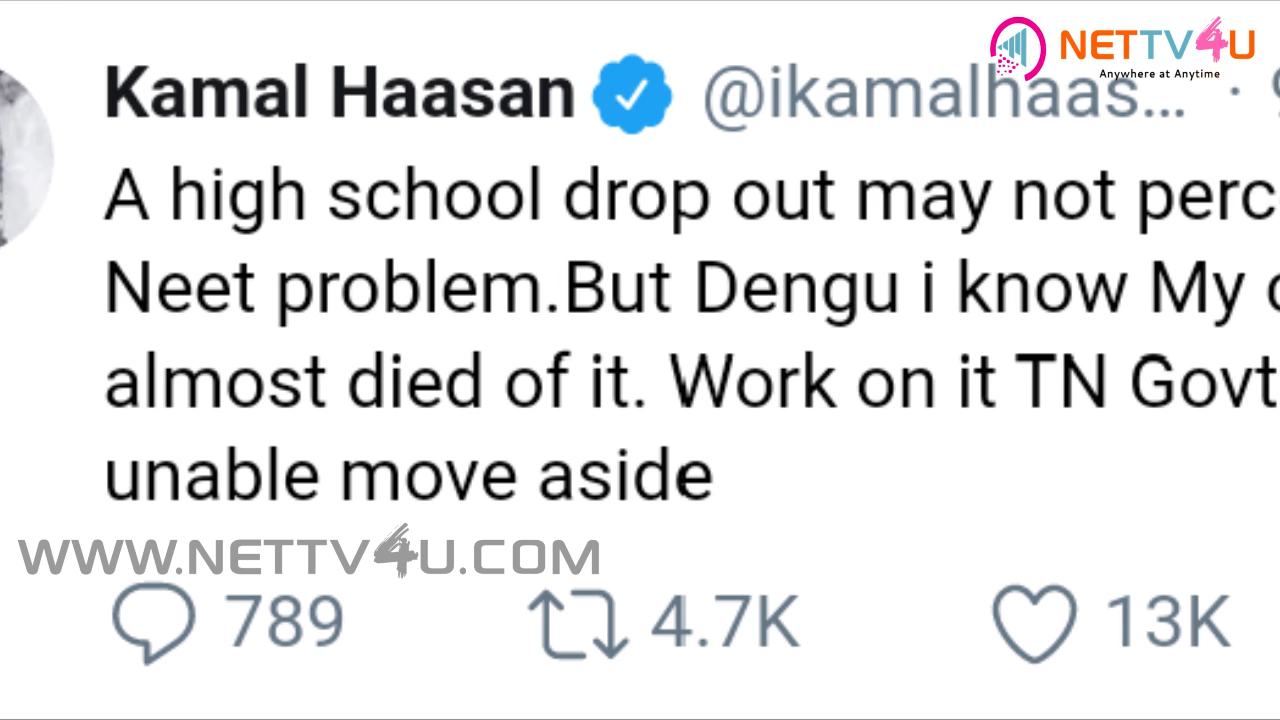 NETTV4U
Anywhere at Anytime
Kamal Haasan @ikamalhaas... ·
A high school drop out may not perc
Neet problem.But Dengu i know My
almost died of it. Work on it TN Govt
unable move aside
WWW.NETTV4U.COM
789 4.7K 13K